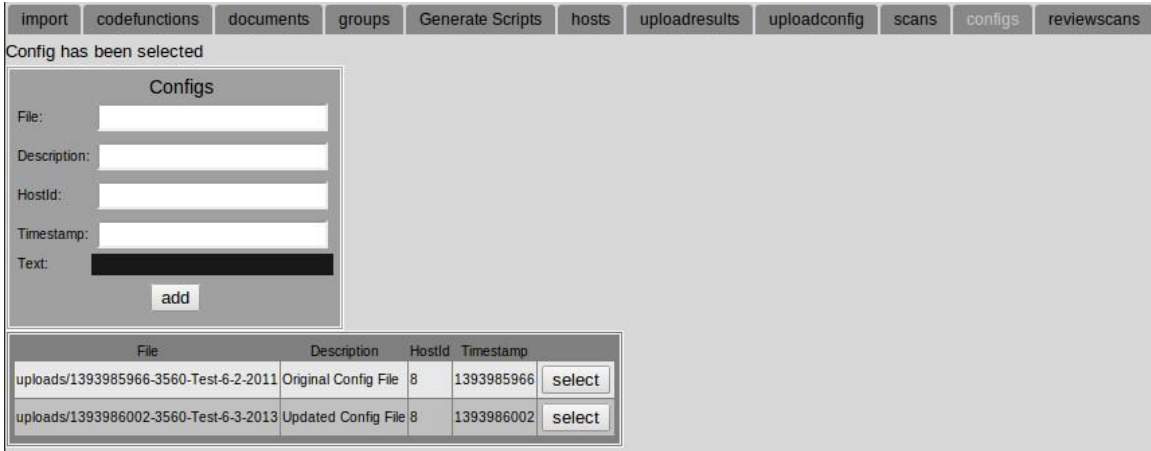 import codefunctions documents groups Generate Scripts hosts uploadresults uploadconfig scans configs reviewscans
Config has been selected
Configs
File:
Description:
HostId:
Timestamp:
Text:
add
File Description HostId Timestamp
uploads/1393985966-3560-Test-6-2-2011 Original Config File 8 1393985966 select
uploads/1393986002-3560-Test-6-3-2013 Updated Config File 8 1393986002 select